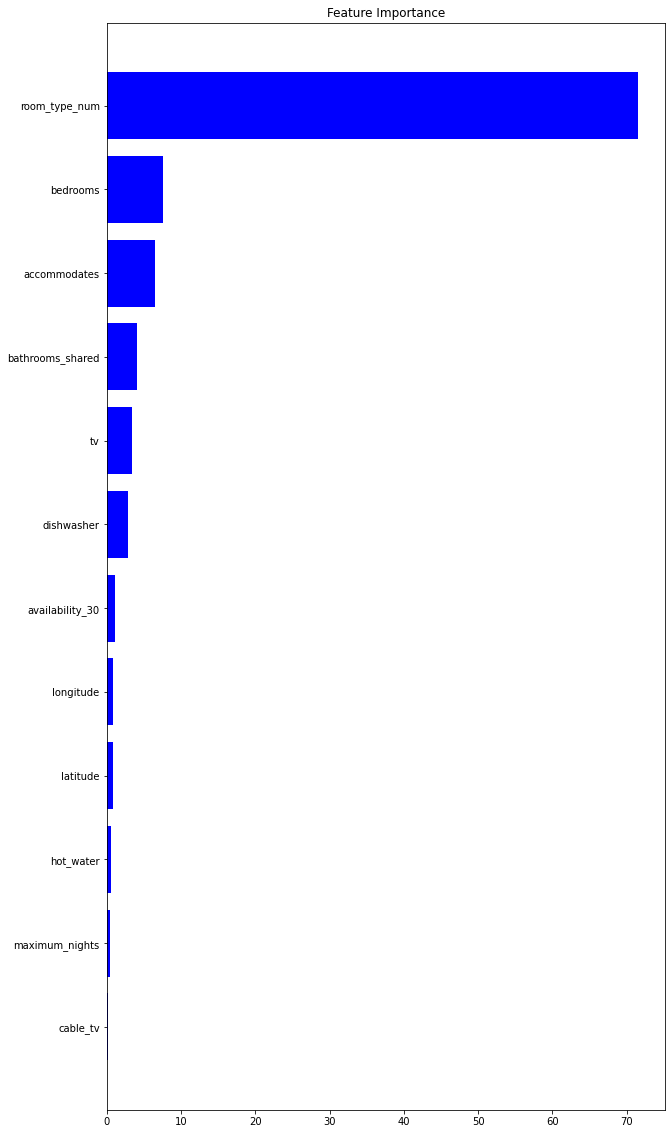 Feature Importance
room_type_num
bedrooms
accommodates
bathrooms_shared
tv
dishwasher
availability_30
longitude
latitude
hot_water
maximum_nights
cable_tv
0 10 20 30 40 50 60 70